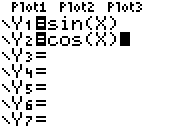 Plot1 Plot2 Plot3
\Y1=sin(X)
\Y2=cos(X)
\Y3=
\Y4=
\Y5=
\Y6=
\Y7=